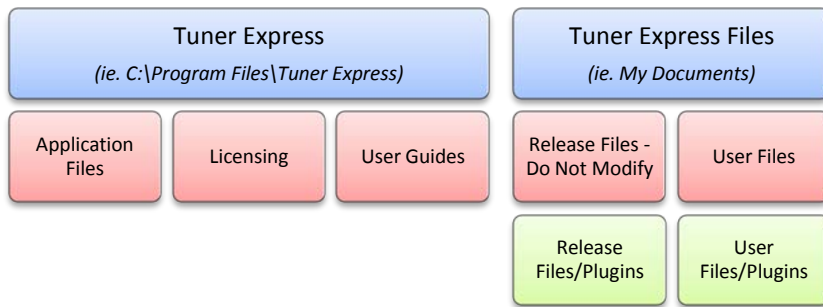 Tuner Express
(ie. C:\Program Files\Tuner Express)
Tuner Express Files
(ie. My Documents)
Application
Files
Licensing
User Guides
Release Files -
Do Not Modify
User Files
Release
Files/Plugins
User
Files/Plugins